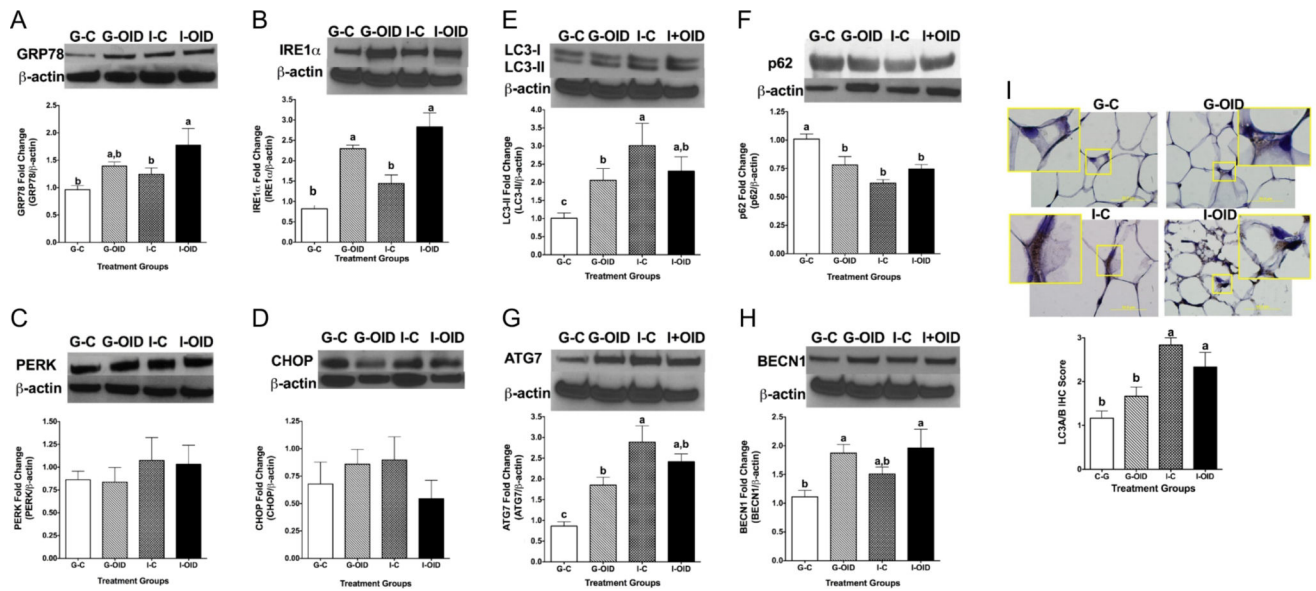 A
G-C G-OID I-C I-OID
GRP78
β-actin
GRP78 Fold Change
(GRP78/β-actin)
2.5
2.0
1.5
1.0
0.5
0.0
b
a,b
b
a
G-C G-OID I-C I-OID
Treatment Groups
B
G-C G-OID I-C I-OID
IRE1α
β-actin
IRE1α Fold Change
(IRE1α/β-actin)
3.5
3.0
2.5
2.0
1.5
1.0
0.5
0.0
b
a
b
a
G-C G-OID I-C I-OID
Treatment Groups
E
G-C G-OID I-C I+OID
LC3-I
LC3-II
β-actin
LC3-II Fold Change
(LC3-II/β-actin)
4.0
3.5
3.0
2.5
2.0
1.5
1.0
0.5
0.0
c
b
a
a,b
G-C G-OID I-C I-OID
Treatment Groups
F
G-C G-OID I-C I+OID
p62
β-actin
p62 Fold Change
(p62/β-actin)
1.25
1.00
0.75
0.50
0.25
0.00
a
b
b
b
G-C G-OID I-C I-OID
Treatment Groups
C
G-C G-OID I-C I-OID
PERK
β-actin
PERK Fold Change
(PERK/β-actin)
1.50
1.25
1.00
0.75
0.50
0.25
0.00
G-C G-OID I-C I-OID
Treatment Groups
D
G-C G-OID I-C I-OID
CHOP
β-actin
CHOP Fold Change
(CHOP/β-actin)
1.25
1.00
0.75
0.50
0.25
0.00
G-C G-OID I-C I-OID
Treatment Groups
G
G-C G-OID I-C I+OID
ATG7
β-actin
ATG7 Fold Change
(ATG7/β-actin)
4.0
3.5
3.0
2.5
2.0
1.5
1.0
0.5
0.0
c
b
a
a,b
G-C G-OID I-C I-OID
Treatment Groups
H
G-C G-OID I-C I+OID
BECN1
β-actin
BECN1 Fold Change
(BECN1/β-actin)
2.5
2.0
1.5
1.0
0.5
0.0
b
a
a,b
a
G-C G-OID I-C I-OID
Treatment Groups
I
G-C G-OID
I-C I-OID
LC3A/B IHC Score
3
2
1
0
b
b
a
a
C-G G-OID I-C I-OID
Treatment Groups